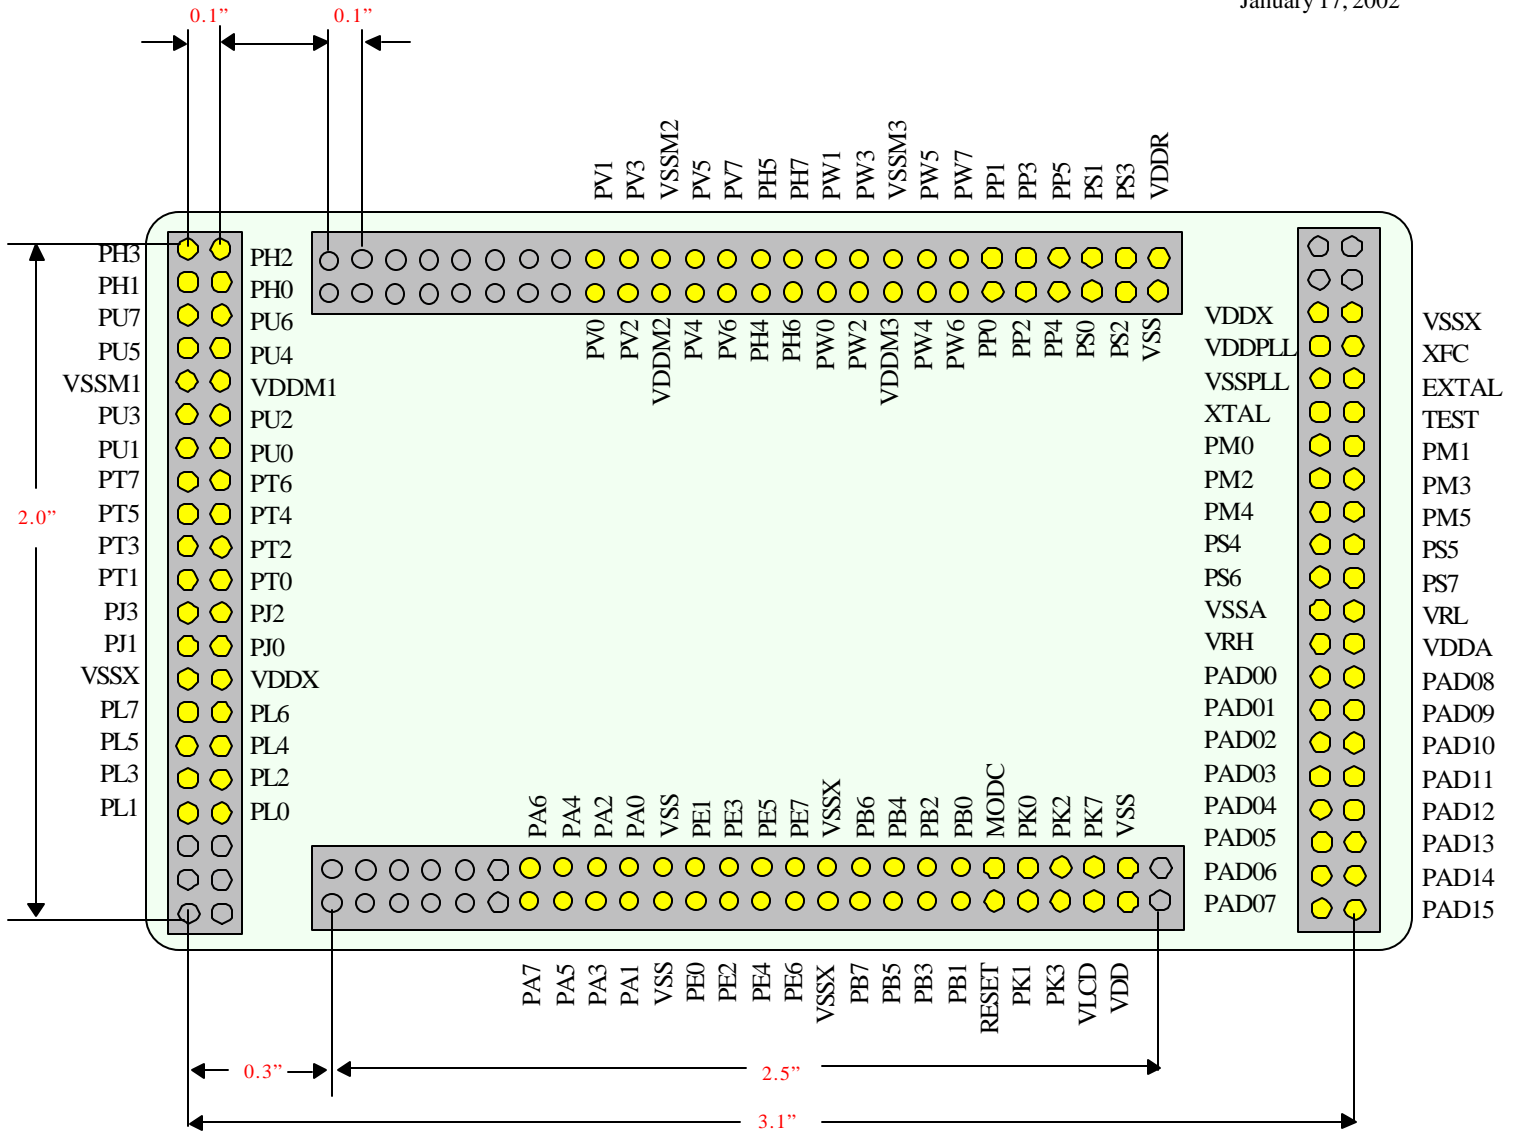 January 17, 2002
0.1” 0.1”
PV1 PV3 VSSM2 PV5 PV7 PH5 PH7 PW1 PW3 VSSM3 PW5 PW7 PP1 PP3 PP5 PS1 PS3 VDDR
PV0 PV2 VDDM2 PV4 PV6 PH4 PH6 PW0 PW2 VDDM3 PW4 PW6 PP0 PP2 PP4 PS0 PS2 VSS
PH3 PH2
PH1 PH0
PU7 PU6
PU5 PU4
VSSM1 VDDM1
PU3 PU2
PU1 PU0
PT7 PT6
PT5 PT4
PT3 PT2
PT1 PT0
PJ3 PJ2
PJ1 PJ0
VSSX VDDX
PL7 PL6
PL5 PL4
PL3 PL2
PL1 PL0
2.0”
VDDX VSSX
VDDPLL XFC
VSSPLL EXTAL
XTAL TEST
PM0 PM1
PM2 PM3
PM4 PM5
PS4 PS5
PS6 PS7
VSSA VRL
VRH VDDA
PAD00 PAD08
PAD01 PAD09
PAD02 PAD10
PAD03 PAD11
PAD04 PAD12
PAD05 PAD13
PAD06 PAD14
PAD07 PAD15
PA6 PA4 PA2 PA0 VSS PE1 PE3 PE5 PE7 VSSX PB6 PB4 PB2 PB0 MODC PK0 PK2 PK7 VSS
PA7 PA5 PA3 PA1 VSS PE0 PE2 PE4 PE6 VSSX PB7 PB5 PB3 PB1 RESET PK1 PK3 VLCD VDD
0.3” 2.5”
3.1”